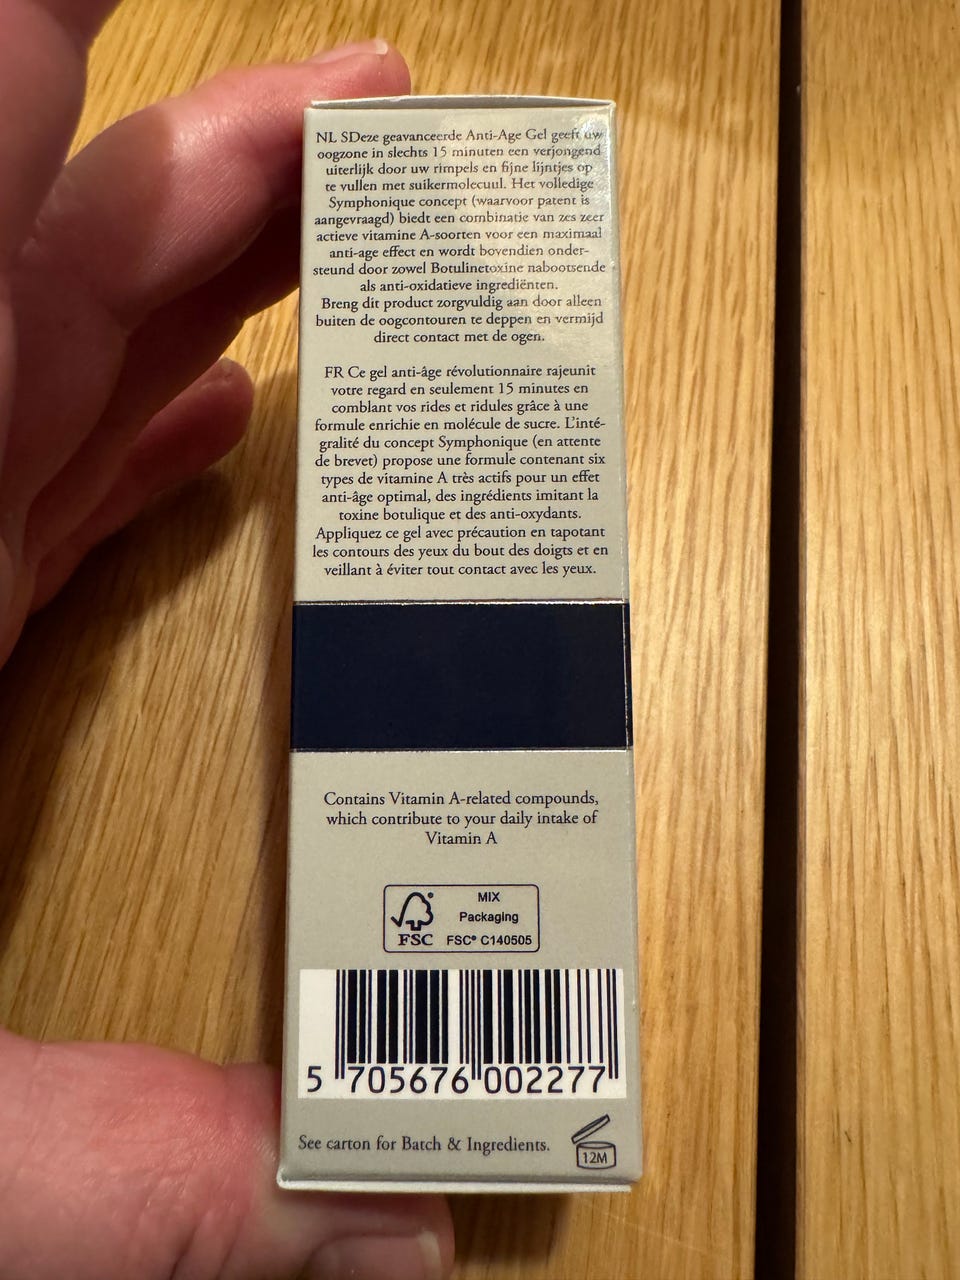 NL SDeze geavanceerde Anti-Age Gel geeft uw
oogzone in slechts 15 minuten een verjongend
uiterlijk door uw rimpels en fijne lijntjes op
te vullen met suikermolecuul. Het volledige
Symphonique concept (waarvoor patent is
aangevraagd) biedt een combinatie van zes zeer
actieve vitamine A-soorten voor een maximaal
anti-age effect en wordt bovendien onder-
steund door zowel Botulinetoxine nabootsende
als anti-oxidatieve ingrediënten.
Breng dit product zorgvuldig aan door alleen
buiten de oogcontouren te deppen en vermijd
direct contact met de ogen.
FR Ce gel anti-âge révolutionnaire rajeunit
votre regard en seulement 15 minutes en
comblant vos rides et ridules grâce à une
formule enrichie en molécule de sucre. L'inté-
gralité du concept Symphonique (en attente
de brevet) propose une formule contenant six
types de vitamine A très actifs pour un effet
anti-âge optimal, des ingrédients imitant la
toxine botulique et des anti-oxydants.
Appliquez ce gel avec précaution en tapotant
les contours des yeux du bout des doigts et en
veillant à éviter tout contact avec les yeux.
Contains Vitamin A-related compounds,
which contribute to your daily intake of
Vitamin A
MIX
Packaging
FSC FSC® C140505
5 705676 002277
See carton for Batch & Ingredients.
12M